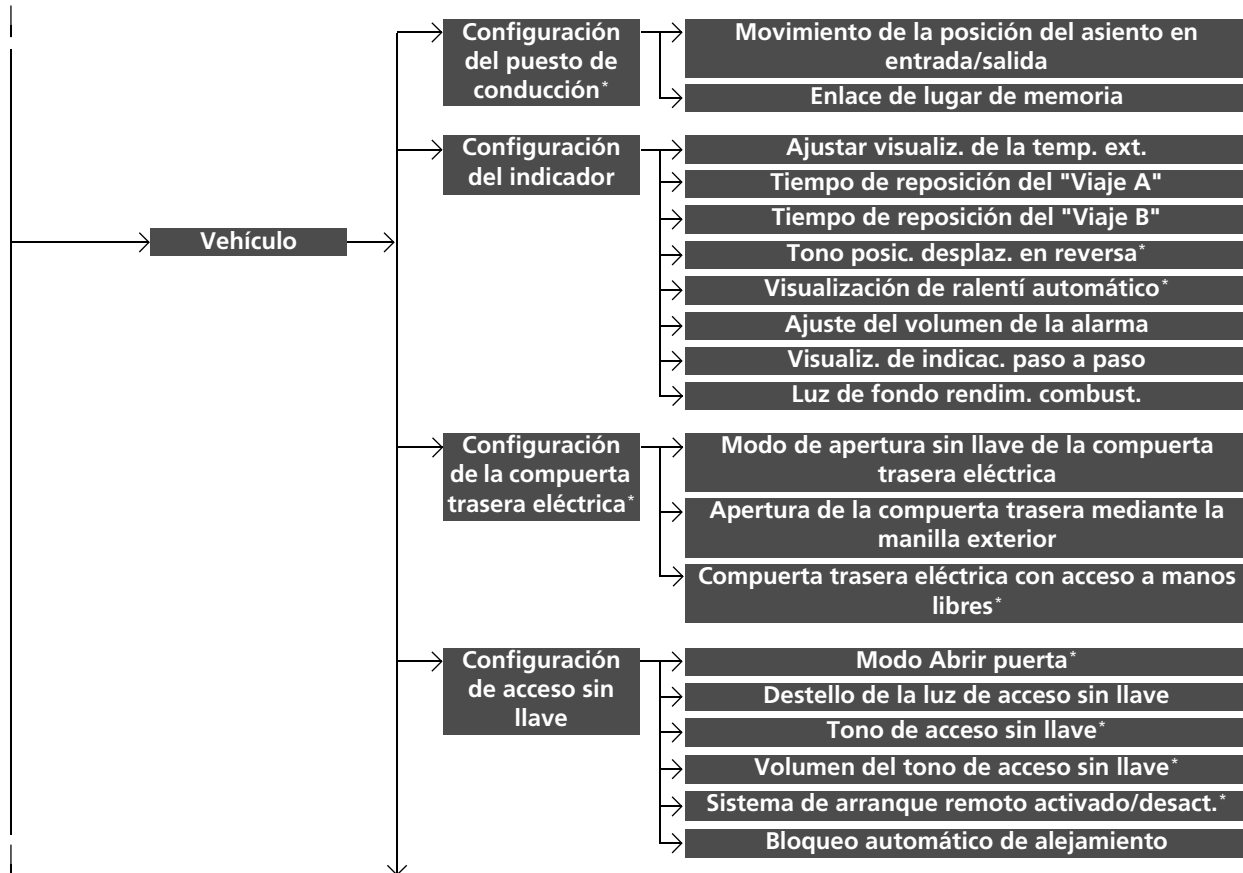 Configuración
del puesto de
conducción*
Movimiento de la posición del asiento en
entrada/salida
Enlace de lugar de memoria
Configuración
del indicador
Ajustar visualiz. de la temp. ext.
Tiempo de reposición del "Viaje A"
Tiempo de reposición del "Viaje B"
Vehículo
Tono posic. desplaz. en reversa*
Visualización de ralentí automático*
Ajuste del volumen de la alarma
Visualiz. de indicac. paso a paso
Luz de fondo rendim. combust.
Configuración
de la compuerta
trasera eléctrica*
Modo de apertura sin llave de la compuerta
trasera eléctrica
Apertura de la compuerta trasera mediante la
manilla exterior
Compuerta trasera eléctrica con acceso a manos
libres*
Configuración
de acceso sin
llave
Modo Abrir puerta*
Destello de la luz de acceso sin llave
Tono de acceso sin llave*
Volumen del tono de acceso sin llave*
Sistema de arranque remoto activado/desact.*
Bloqueo automático de alejamiento